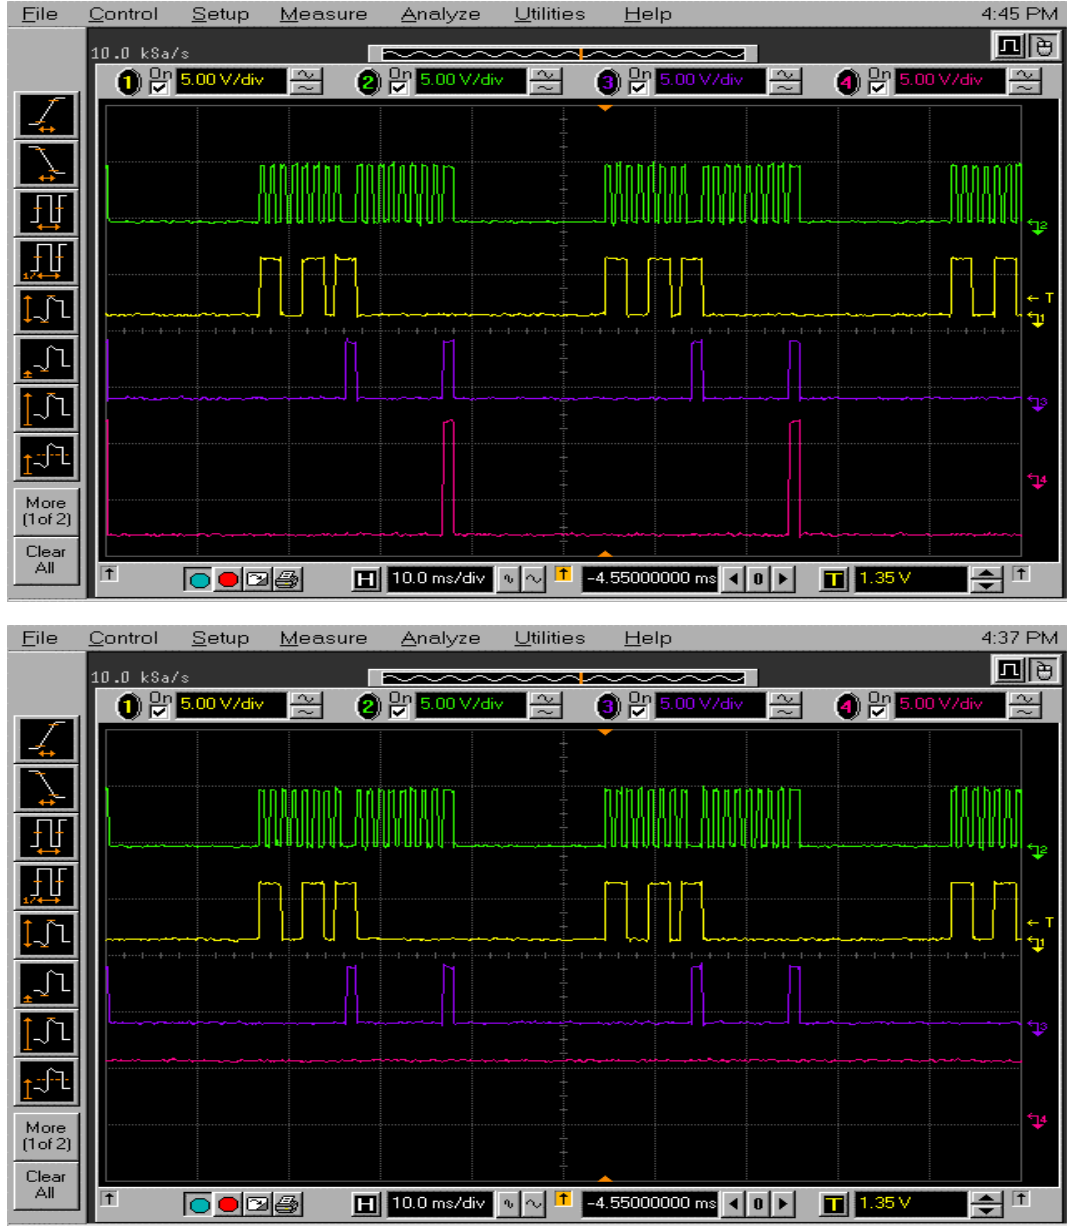 File Control Setup Measure Analyze Utilities Help 4:45 PM
10.0 kSa/s
1 On 5.00 V/div 2 On 5.00 V/div 3 On 5.00 V/div 4 On 5.00 V/div
2
T
1
3
4
1/
More
(1of 2)
Clear
All
H 10.0 ms/div -4.55000000 ms 0 T 1.35 V
File Control Setup Measure Analyze Utilities Help 4:37 PM
10.0 kSa/s
1 On 5.00 V/div 2 On 5.00 V/div 3 On 5.00 V/div 4 On 5.00 V/div
2
T
1
3
4
1/
More
(1of 2)
Clear
All
H 10.0 ms/div -4.55000000 ms 0 T 1.35 V